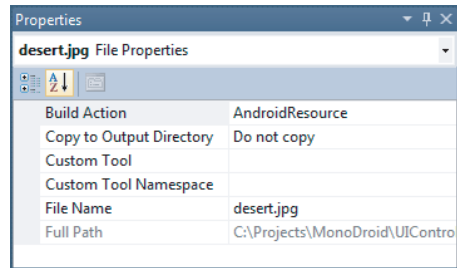 Properties
desert.jpg File Properties
Build Action AndroidResource
Copy to Output Directory Do not copy
Custom Tool
Custom Tool Namespace
File Name desert.jpg
Full Path C:\Projects\MonoDroid\UIContro